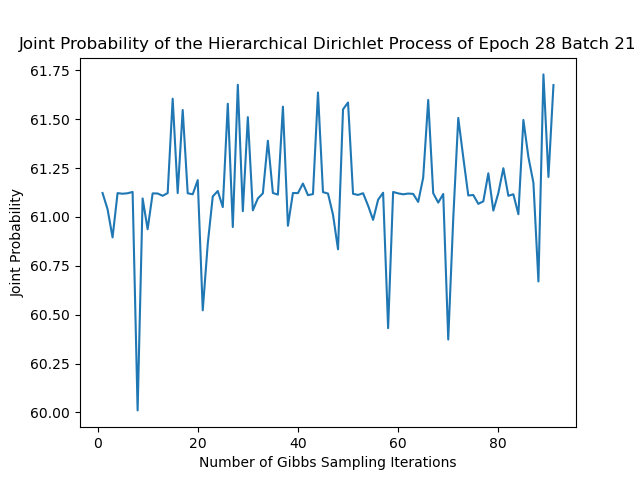 Joint Probability of the Hierarchical Dirichlet Process of Epoch 28 Batch 21
61.75
61.50
61.25
61.00
60.75
60.50
60.25
60.00
Joint Probability
0 20 40 60 80
Number of Gibbs Sampling Iterations